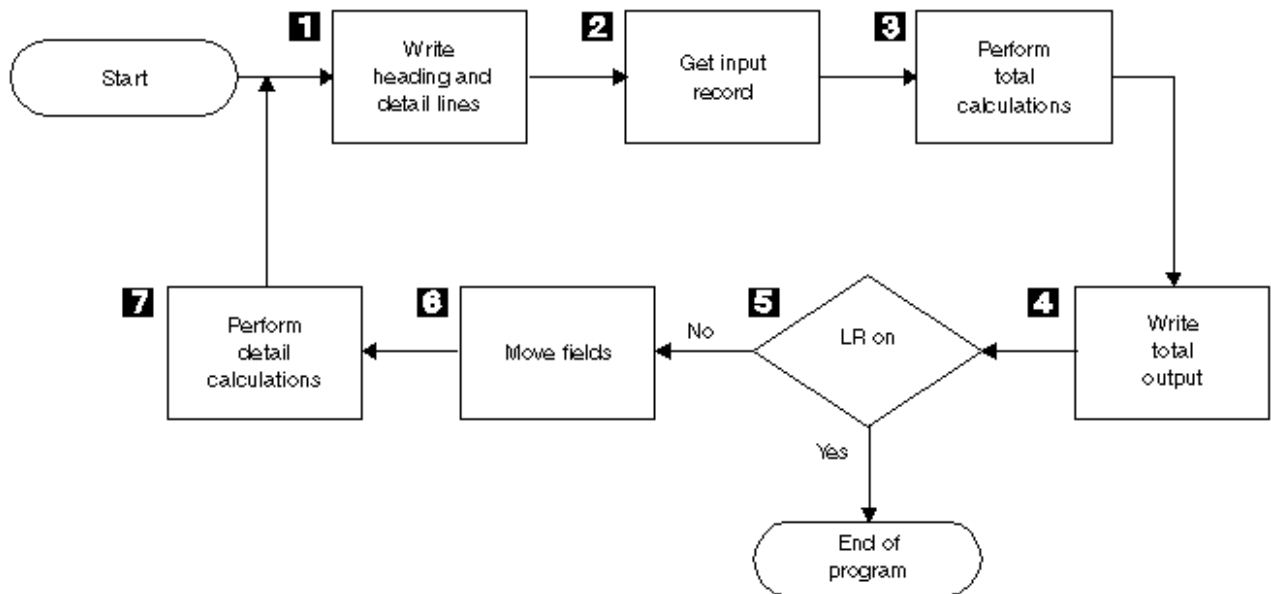 Start
1
Write
heading and
detail lines
2
Get input
record
3
Perform
total
calculations
4
Write
total
output
5
LR on
No
Yes
6
Move fields
7
Perform
detail
calculations
End of
program